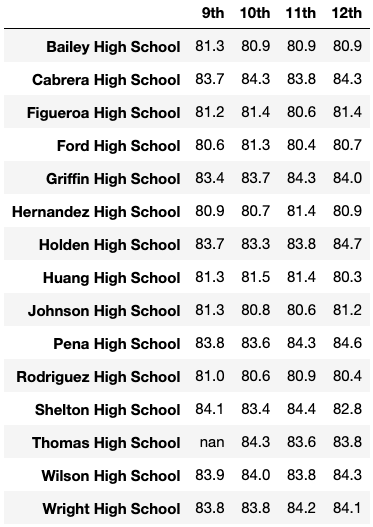 9th 10th 11th 12th
Bailey High School 81.3 80.9 80.9 80.9
Cabrera High School 83.7 84.3 83.8 84.3
Figueroa High School 81.2 81.4 80.6 81.4
Ford High School 80.6 81.3 80.4 80.7
Griffin High School 83.4 83.7 84.3 84.0
Hernandez High School 80.9 80.7 81.4 80.9
Holden High School 83.7 83.3 83.8 84.7
Huang High School 81.3 81.5 81.4 80.3
Johnson High School 81.3 80.8 80.6 81.2
Pena High School 83.8 83.6 84.3 84.6
Rodriguez High School 81.0 80.6 80.9 80.4
Shelton High School 84.1 83.4 84.4 82.8
Thomas High School nan 84.3 83.6 83.8
Wilson High School 83.9 84.0 83.8 84.3
Wright High School 83.8 83.8 84.2 84.1